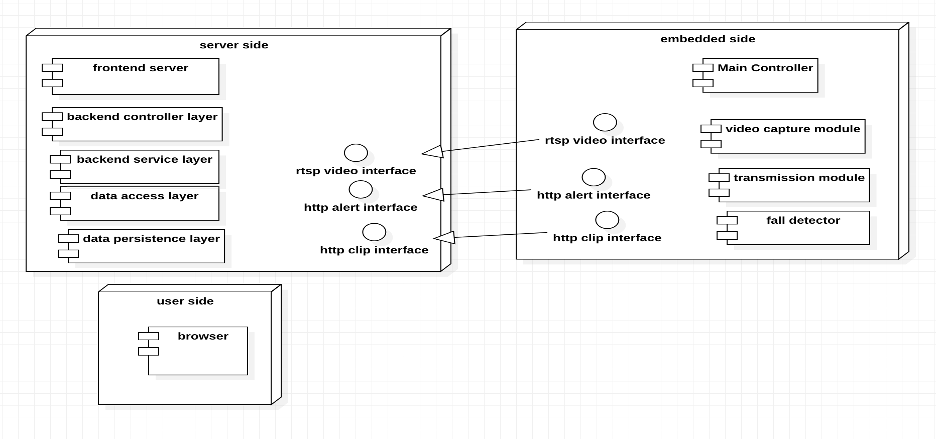 server side
frontend server
backend controller layer
backend service layer
data access layer
data persistence layer
rtsp video interface
http alert interface
http clip interface
embedded side
Main Controller
rtsp video interface
video capture module
http alert interface
transmission module
http clip interface
fall detector
user side
browser